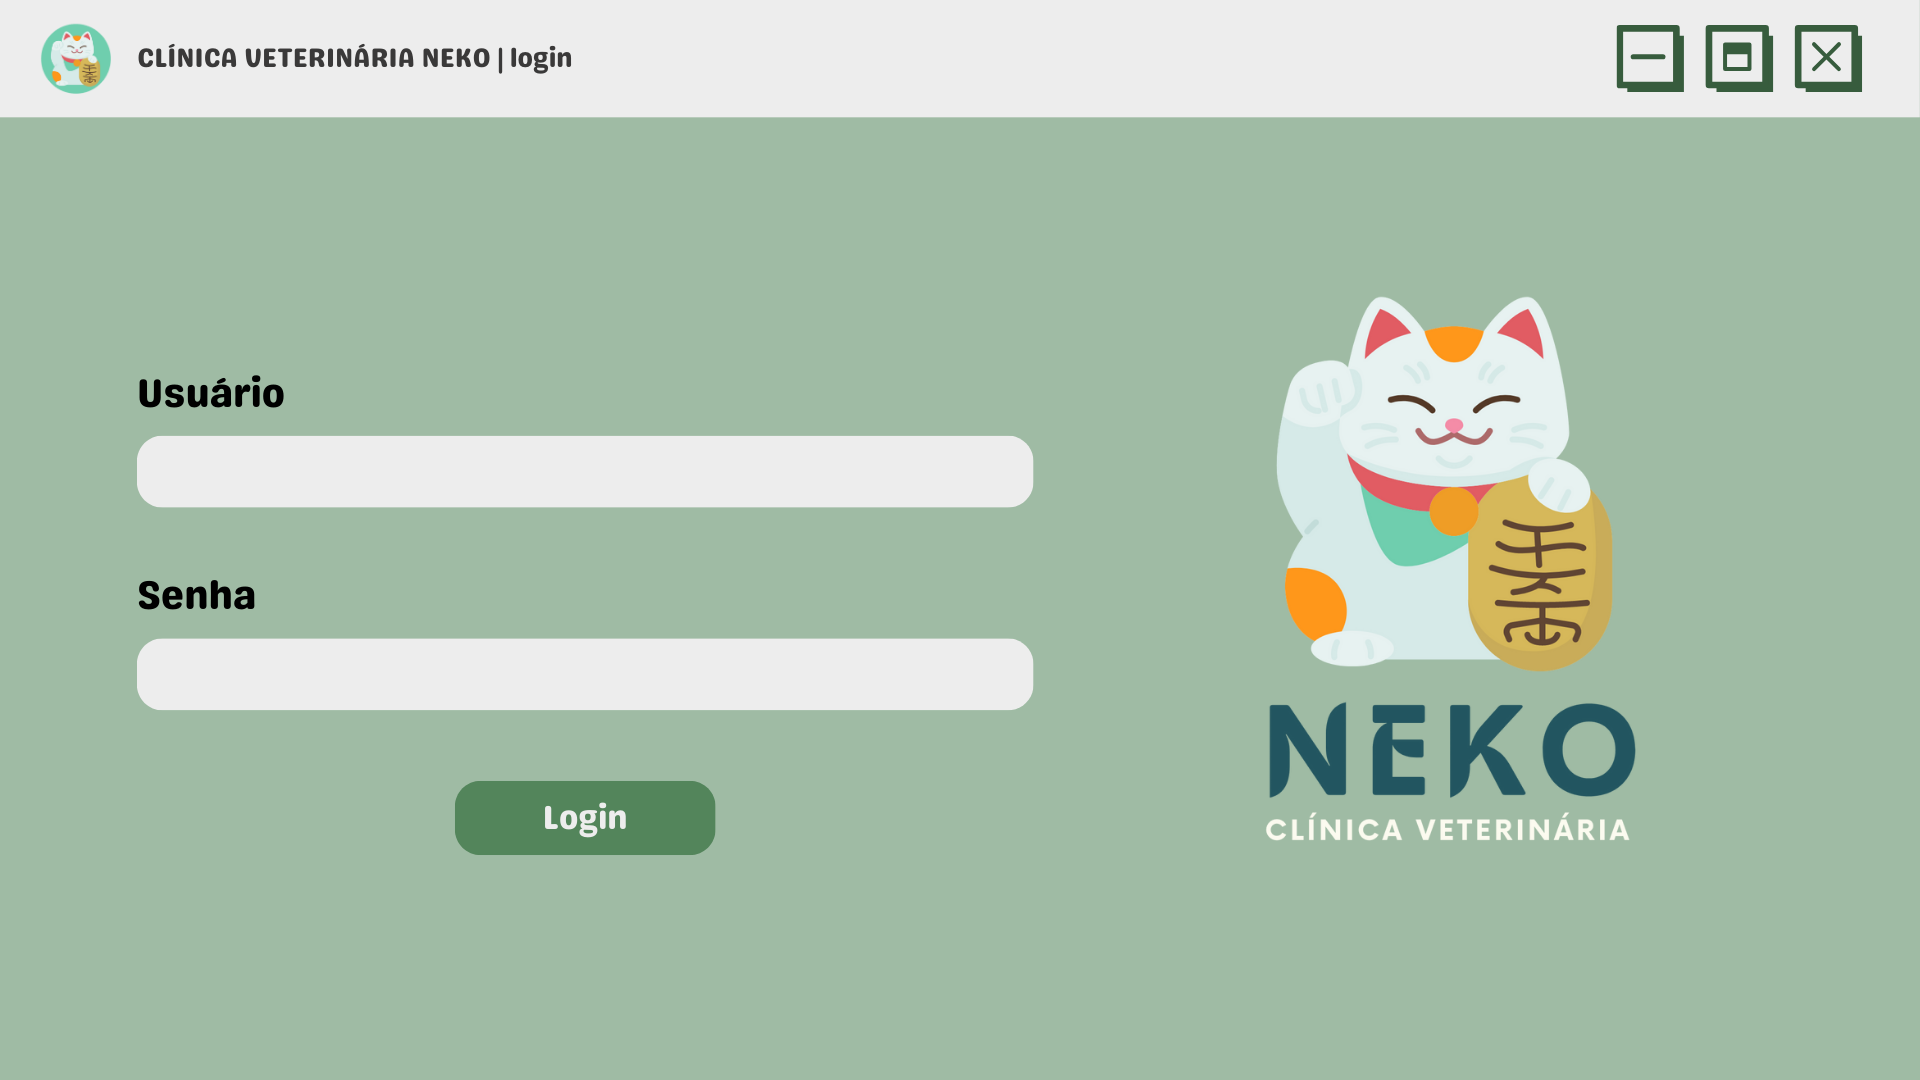 CLÍNICA VETERINÁRIA NEKO | login
Usuário
Senha
Login
NEKO
CLÍNICA VETERINÁRIA